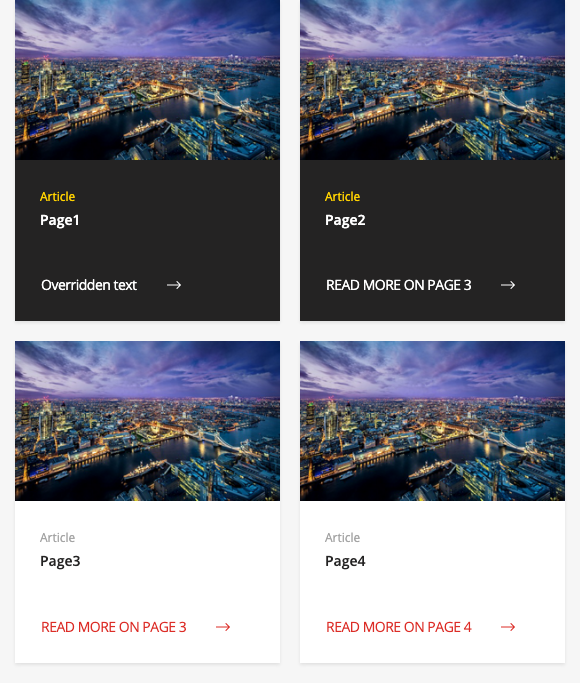 Article
Page1
Overridden text
Article
Page2
READ MORE ON PAGE 3
Article
Page3
READ MORE ON PAGE 3
Article
Page4
READ MORE ON PAGE 4